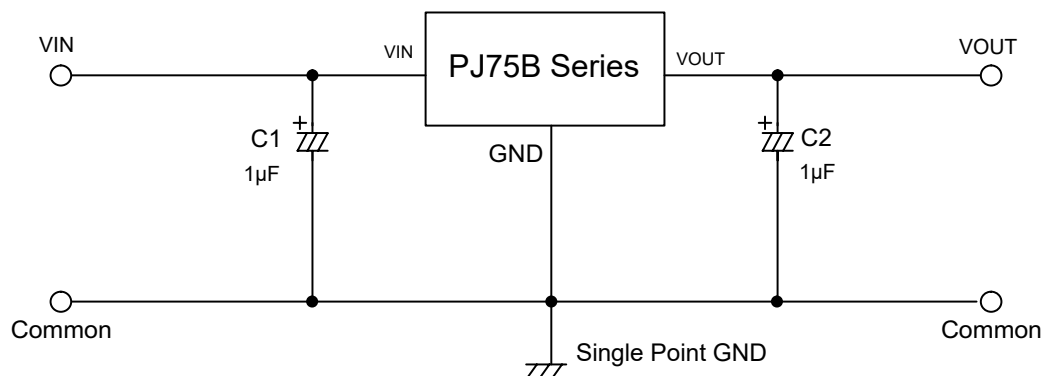 VIN
VIN
PJ75B Series
VOUT
VOUT
+
C1
1µF
GND
+
C2
1µF
Common
Common
Single Point GND